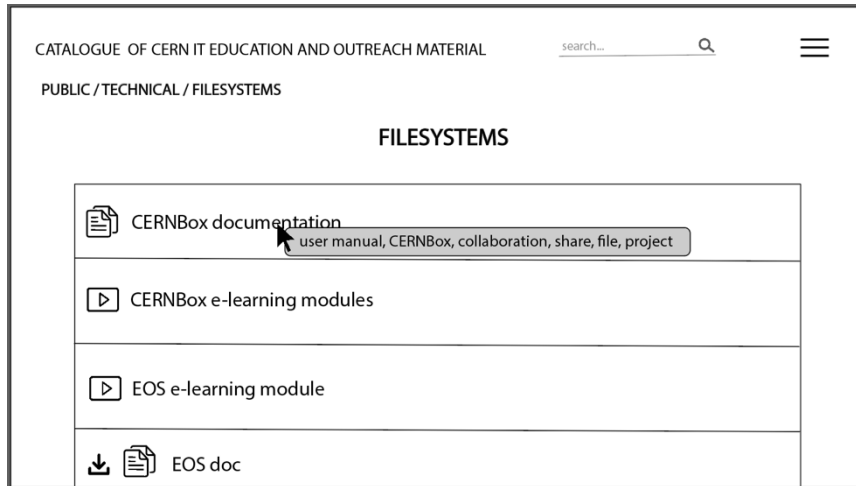 CATALOGUE OF CERN IT EDUCATION AND OUTREACH MATERIAL
search...
PUBLIC / TECHNICAL / FILESYSTEMS
FILESYSTEMS
CERNBox documentation
user manual, CERNBox, collaboration, share, file, project
CERNBox e-learning modules
EOS e-learning module
EOS doc